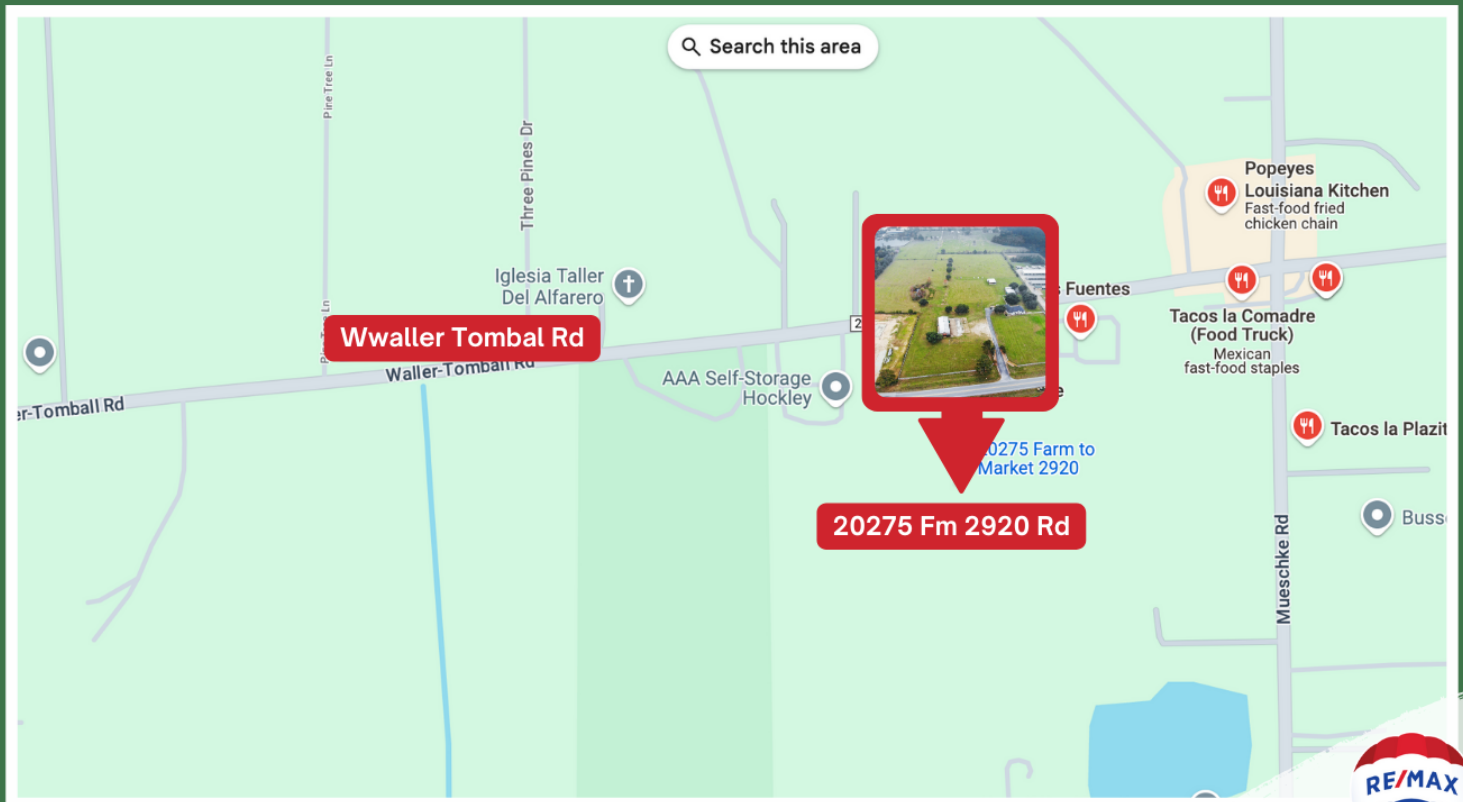 Search this area
Pine Tree Ln
Three Pines Dr
Popeyes
Louisiana Kitchen
Fast-food fried
chicken chain
Iglesia Taller
Del Alfarero
Fuentes
Wwaller Tombal Rd
Waller-Tomball Rd
2
Tacos la Comadre
(Food Truck)
Mexican
fast-food staples
AAA Self-Storage
Hockley
er-Tomball Rd
Tacos la Plazit
0275 Farm to
Market 2920
20275 Fm 2920 Rd
Mueschke Rd
Buss
RE/MAX